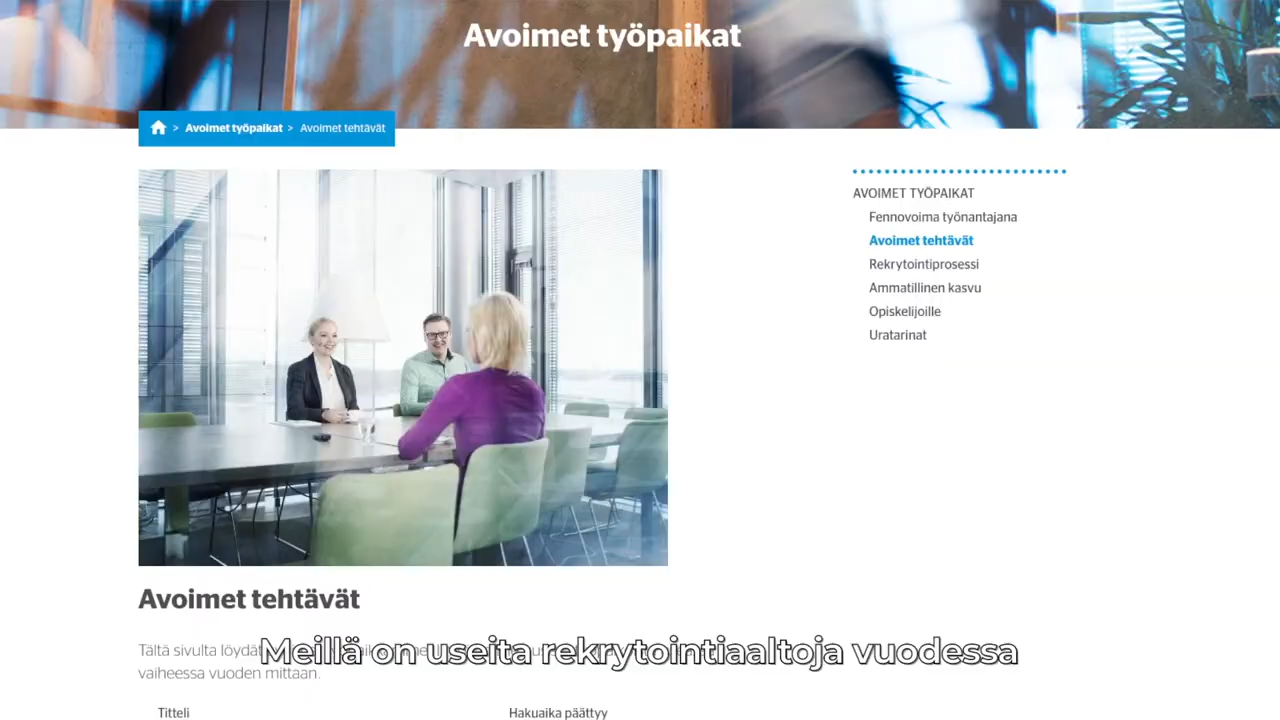 Avoimet työpaikat
> Avoimet työpaikat > Avoimet tehtävät
AVOIMET TYÖPAIKAT
Fennovoima työnantajana
Avoimet tehtävät
Rekrytointiprosessi
Ammatillinen kasvu
Opiskelijoille
Uratarinat
Avoimet tehtävät
Tältä sivulta
Meillä on useita rekrytointiaaltoja vuodessa
vaiheessa vuoden mittaan.
Titteli Hakuaika päättyy